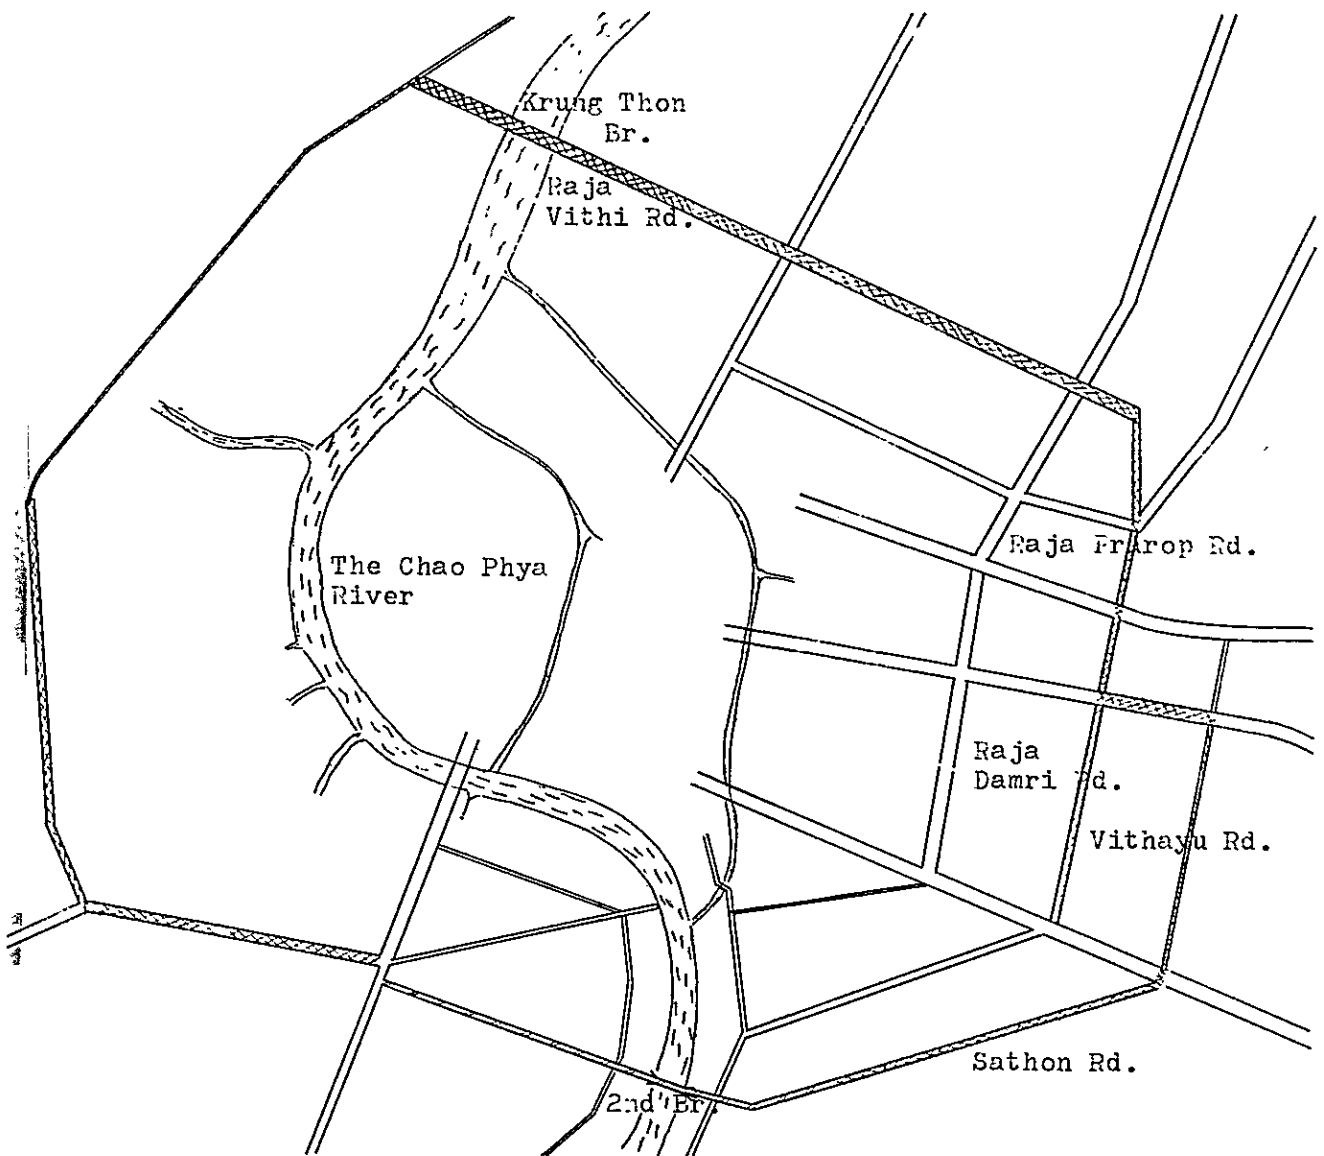 Krung Thon
Br.
Raja
Vithi Rd.
The Chao Phya
River
Raja Prarop Rd.
Raja
Damri Rd.
Vithayu Rd.
Sathon Rd.
2nd Br.